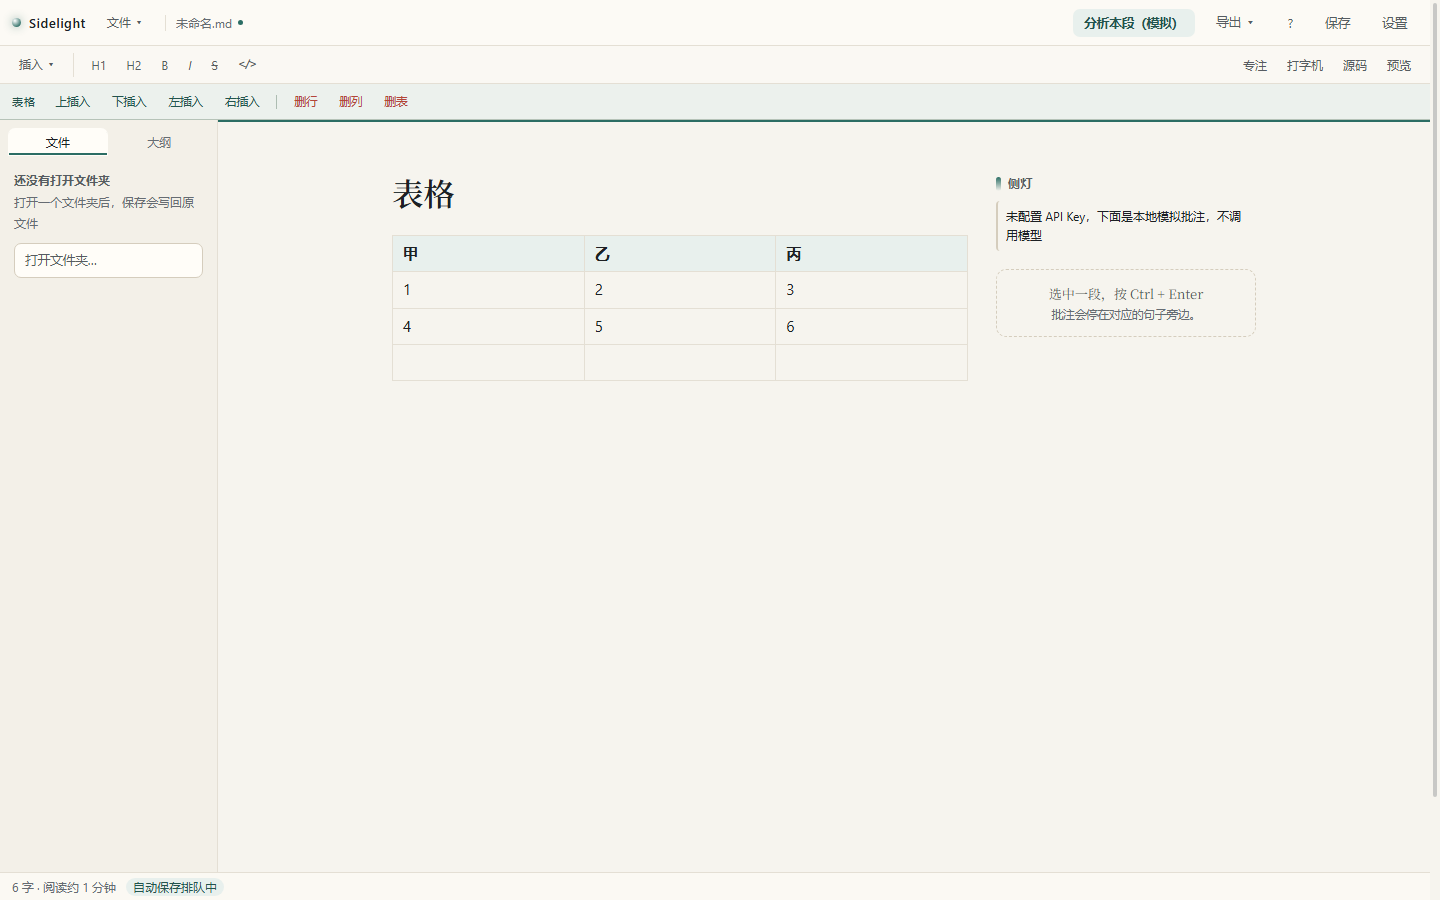 Sidelight 文件 未命名.md 分析本段（模拟） 导出 ? 保存 设置
插入 H1 H2 B I S </> 专注 打字机 源码 预览
表格 上插入 下插入 左插入 右插入 删行 删列 删表
文件 大纲
还没有打开文件夹
打开一个文件夹后，保存会写回原
文件
打开文件夹...
表格
甲 乙 丙
1 2 3
4 5 6
侧灯
未配置 API Key，下面是本地模拟批注，不调
用模型
选中一段，按 Ctrl + Enter
批注会停在对应的句子旁边。
6 字 · 阅读约 1 分钟 自动保存排队中